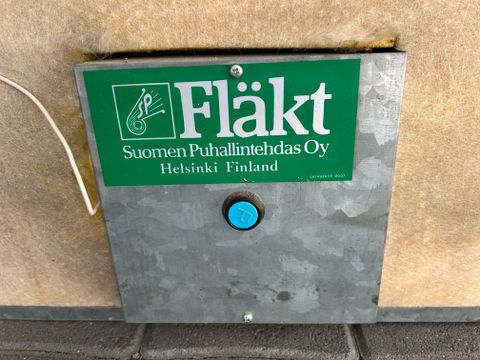 Fläkt
Suomen Puhallintehdas Oy
Helsinki Finland